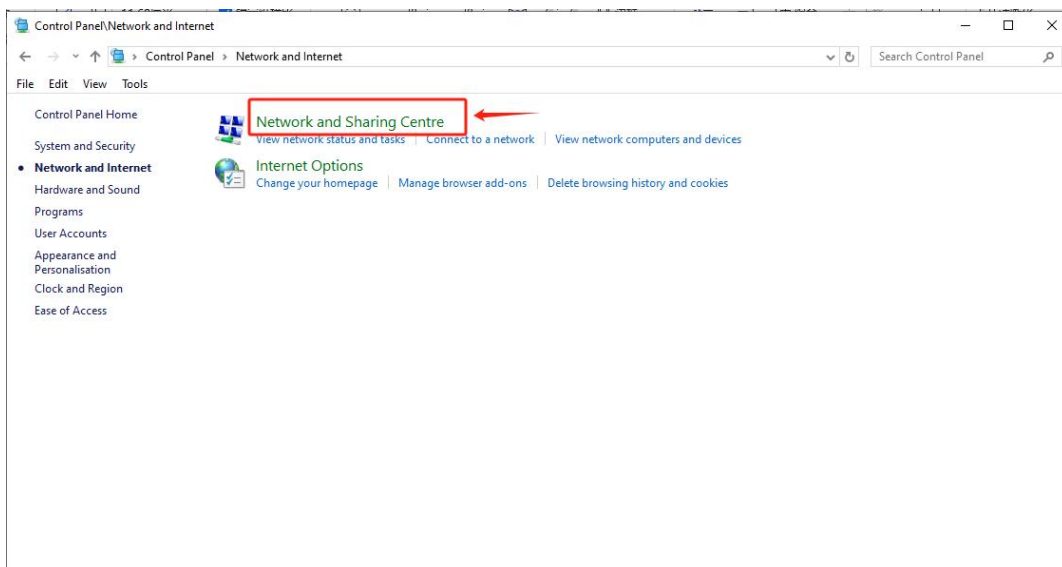 Control Panel\Network and Internet
Control Panel > Network and Internet
Search Control Panel
File Edit View Tools
Control Panel Home
System and Security
Network and Internet
Hardware and Sound
Programs
User Accounts
Appearance and
Personalisation
Clock and Region
Ease of Access
Network and Sharing Centre
View network status and tasks | Connect to a network | View network computers and devices
Internet Options
Change your homepage | Manage browser add-ons | Delete browsing history and cookies